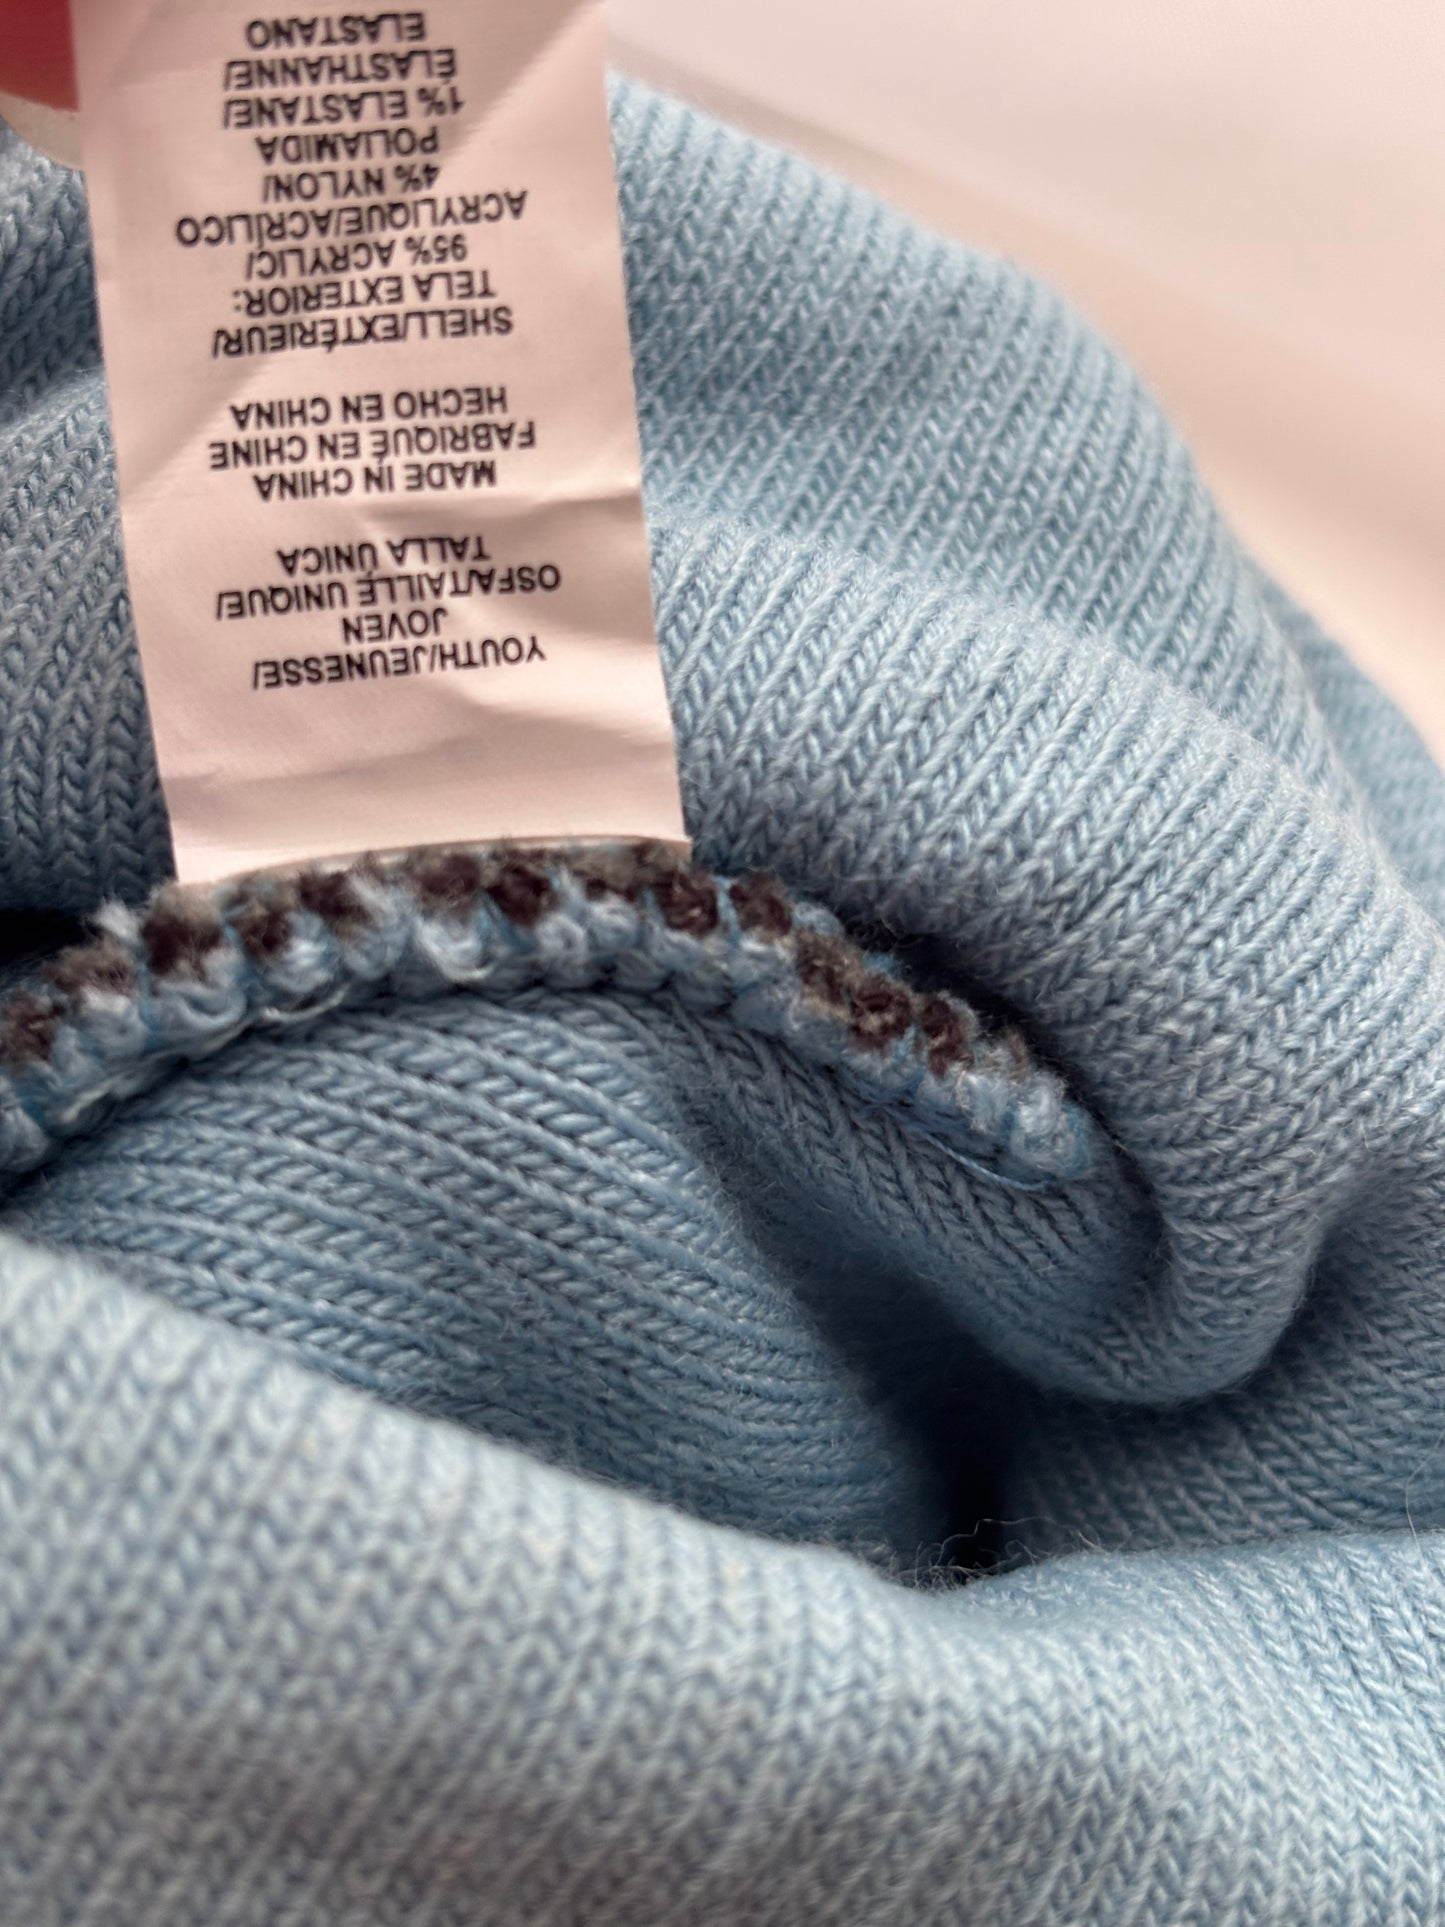 YOUTH/JEUNESSE/
JOVEN
OSFA/TAILLE UNIQUE/
TALLA ÚNICA
MADE IN CHINA
FABRIQUÉ EN CHINE
HECHO EN CHINA
SHELL/EXTÉRIEUR/
TELA EXTERIOR:
95% ACRYLIC/
ACRYLIQUE/ACRÍLICO
4% NYLON/
POLIAMIDA
1% ELASTANE/
ÉLASTHANNE/
ELASTANO